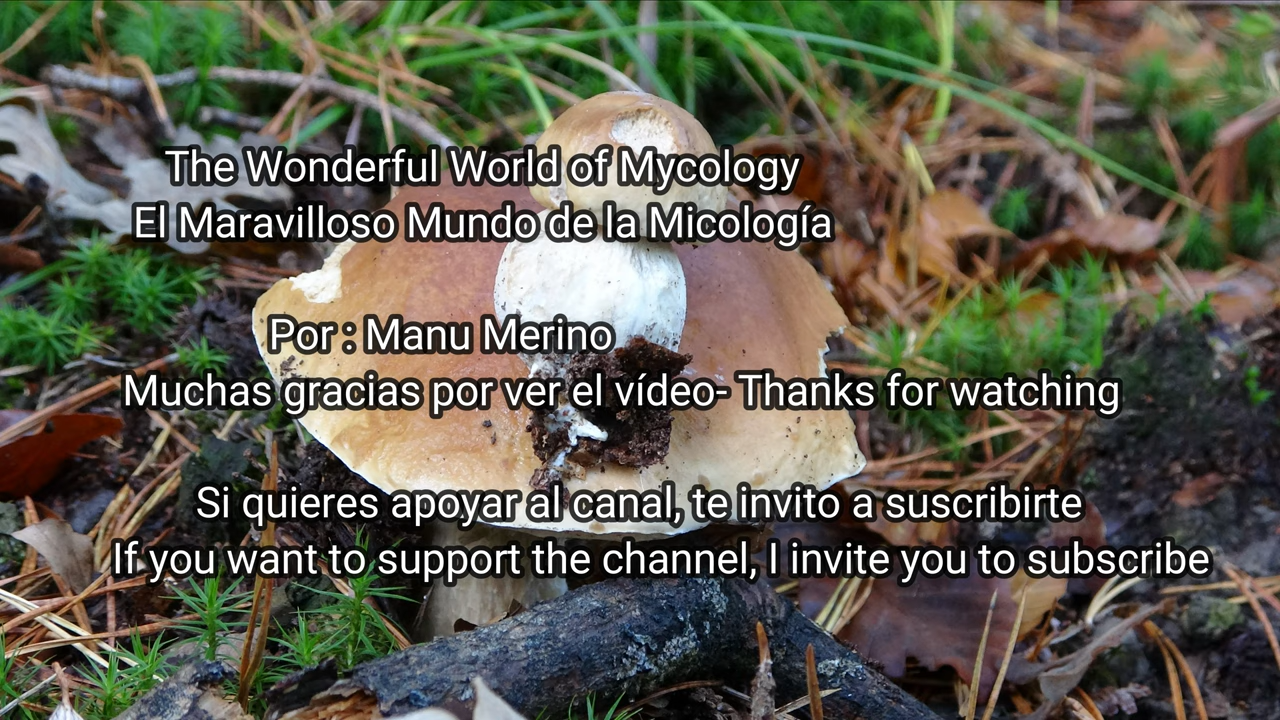 The Wonderful World of Mycology
El Maravilloso Mundo de la Micología
Por : Manu Merino
Muchas gracias por ver el vídeo- Thanks for watching
Si quieres apoyar al canal, te invito a suscribirte
If you want to support the channel, I invite you to subscribe